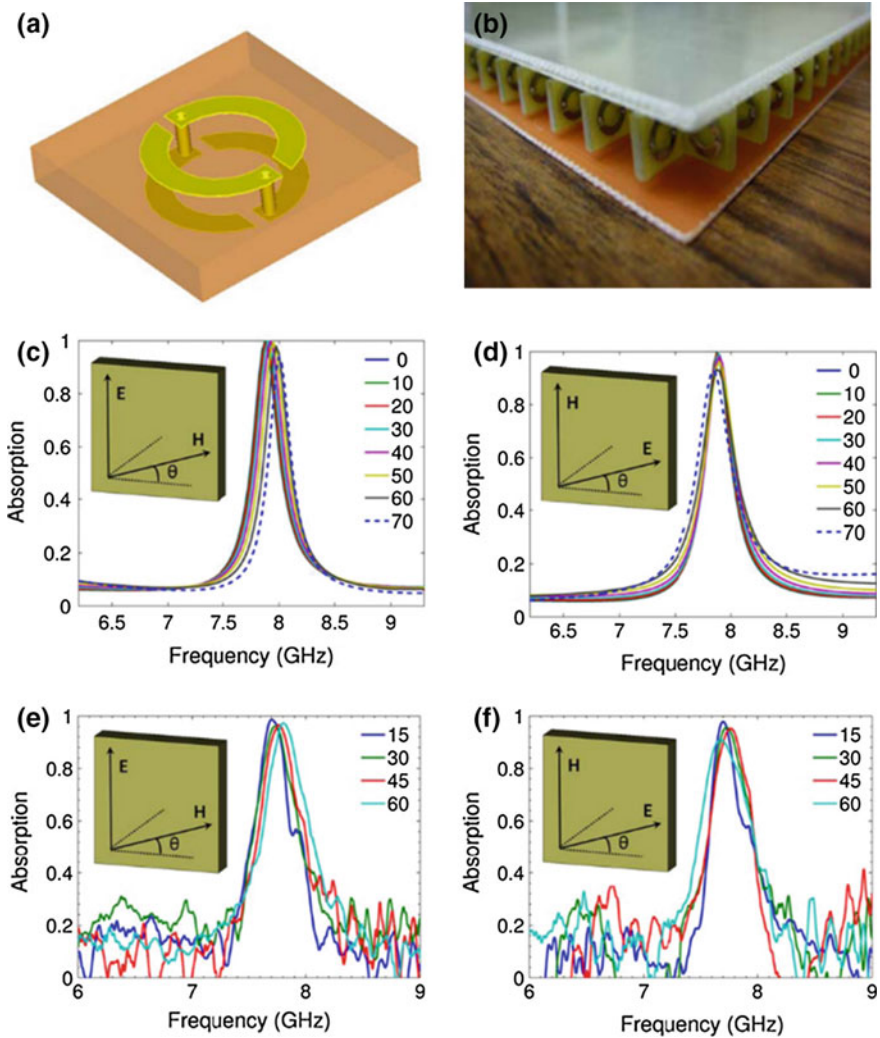 (a)
(b)
(c)
Absorption
1
0.8
0.6
0.4
0.2
0
6.5
7
7.5
8
8.5
9
Frequency (GHz)
E
H
θ
0
10
20
30
40
50
60
70
(d)
Absorption
1
0.8
0.6
0.4
0.2
0
6.5
7
7.5
8
8.5
9
Frequency (GHz)
H
E
θ
0
10
20
30
40
50
60
70
(e)
Absorption
1
0.8
0.6
0.4
0.2
0
6
7
8
9
Frequency (GHz)
E
H
θ
15
30
45
60
(f)
Absorption
1
0.8
0.6
0.4
0.2
0
6
7
8
9
Frequency (GHz)
H
E
θ
15
30
45
60